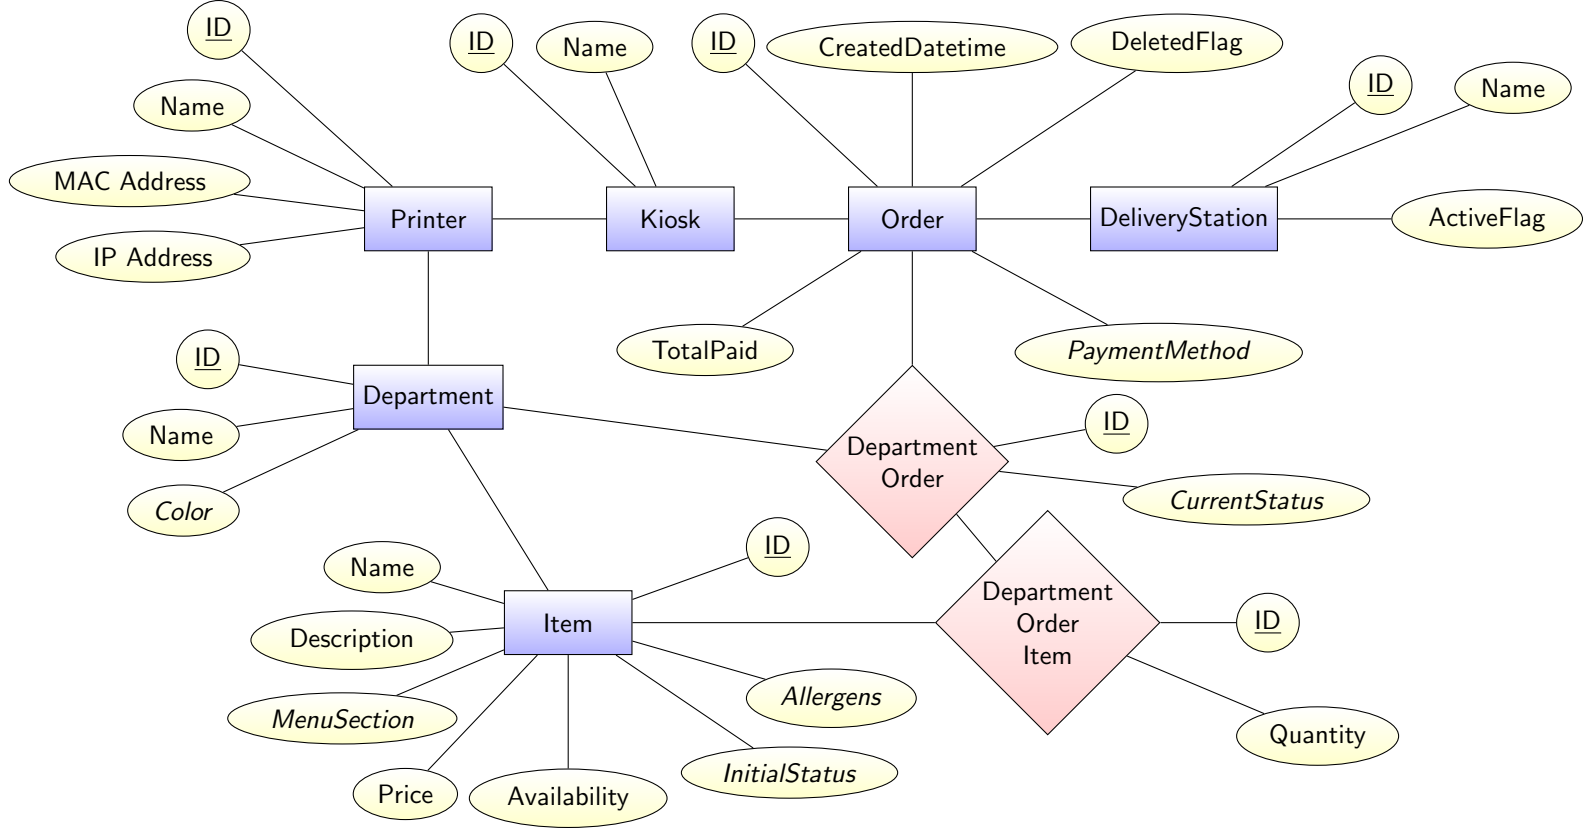 ID
ID
Name
ID
CreatedDatetime
DeletedFlag
ID
Name
Name
MAC Address
IP Address
Printer
Kiosk
Order
DeliveryStation
ActiveFlag
TotalPaid
PaymentMethod
ID
Name
Color
Department
Department
Order
ID
CurrentStatus
Name
Description
MenuSection
Price
Availability
InitialStatus
Allergens
ID
Item
Department
Order
Item
ID
Quantity